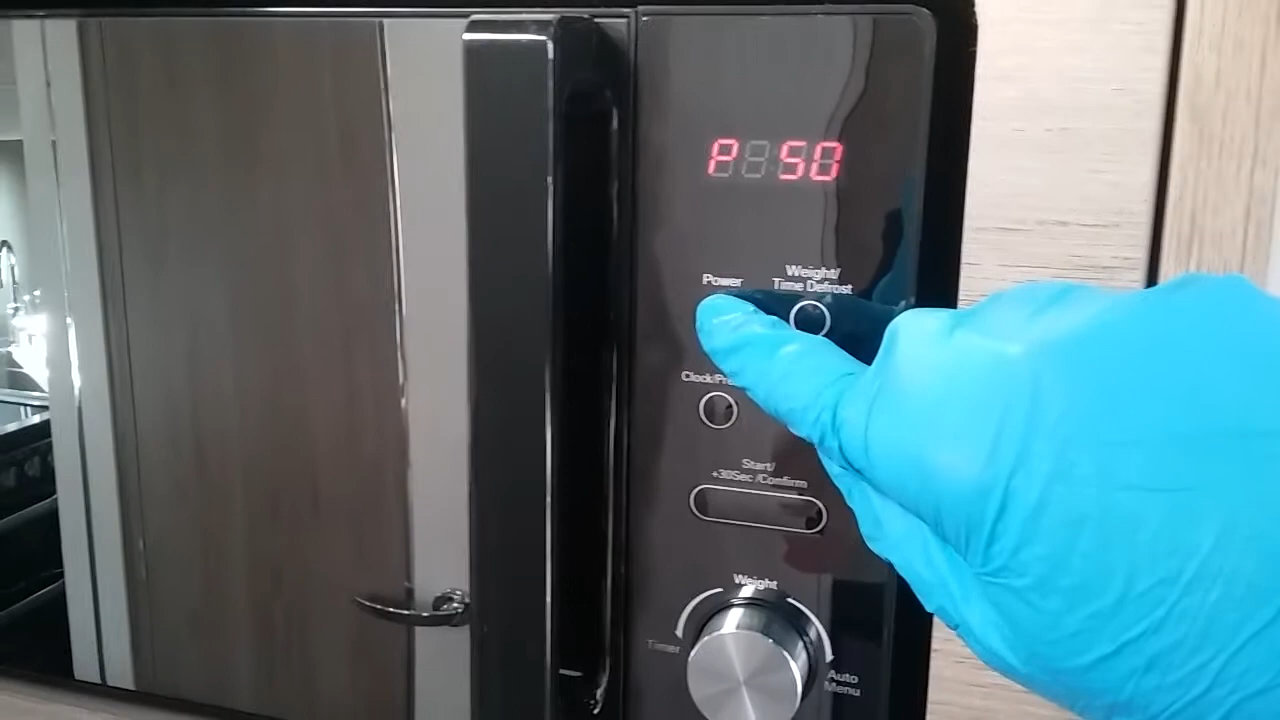 P 50
Power
Weight/
Time Defrost
Start/
+30Sec /Confirm
Weight
Timer
Auto
Menu